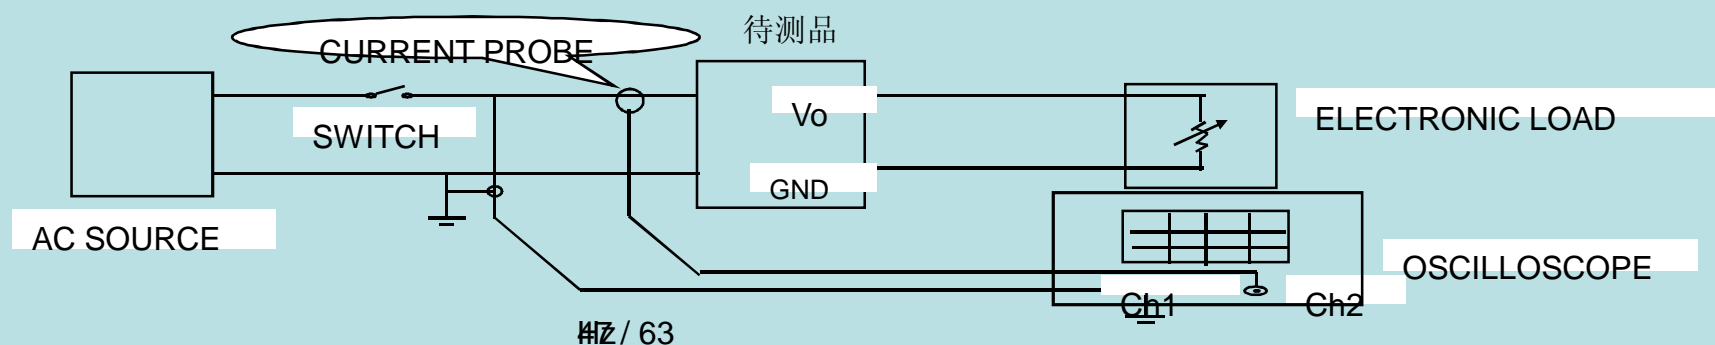 待测品
CURRENT PROBE
Vo
ELECTRONIC LOAD
SWITCH
GND
AC SOURCE
OSCILLOSCOPE
Ch1
Ch2
/ 63